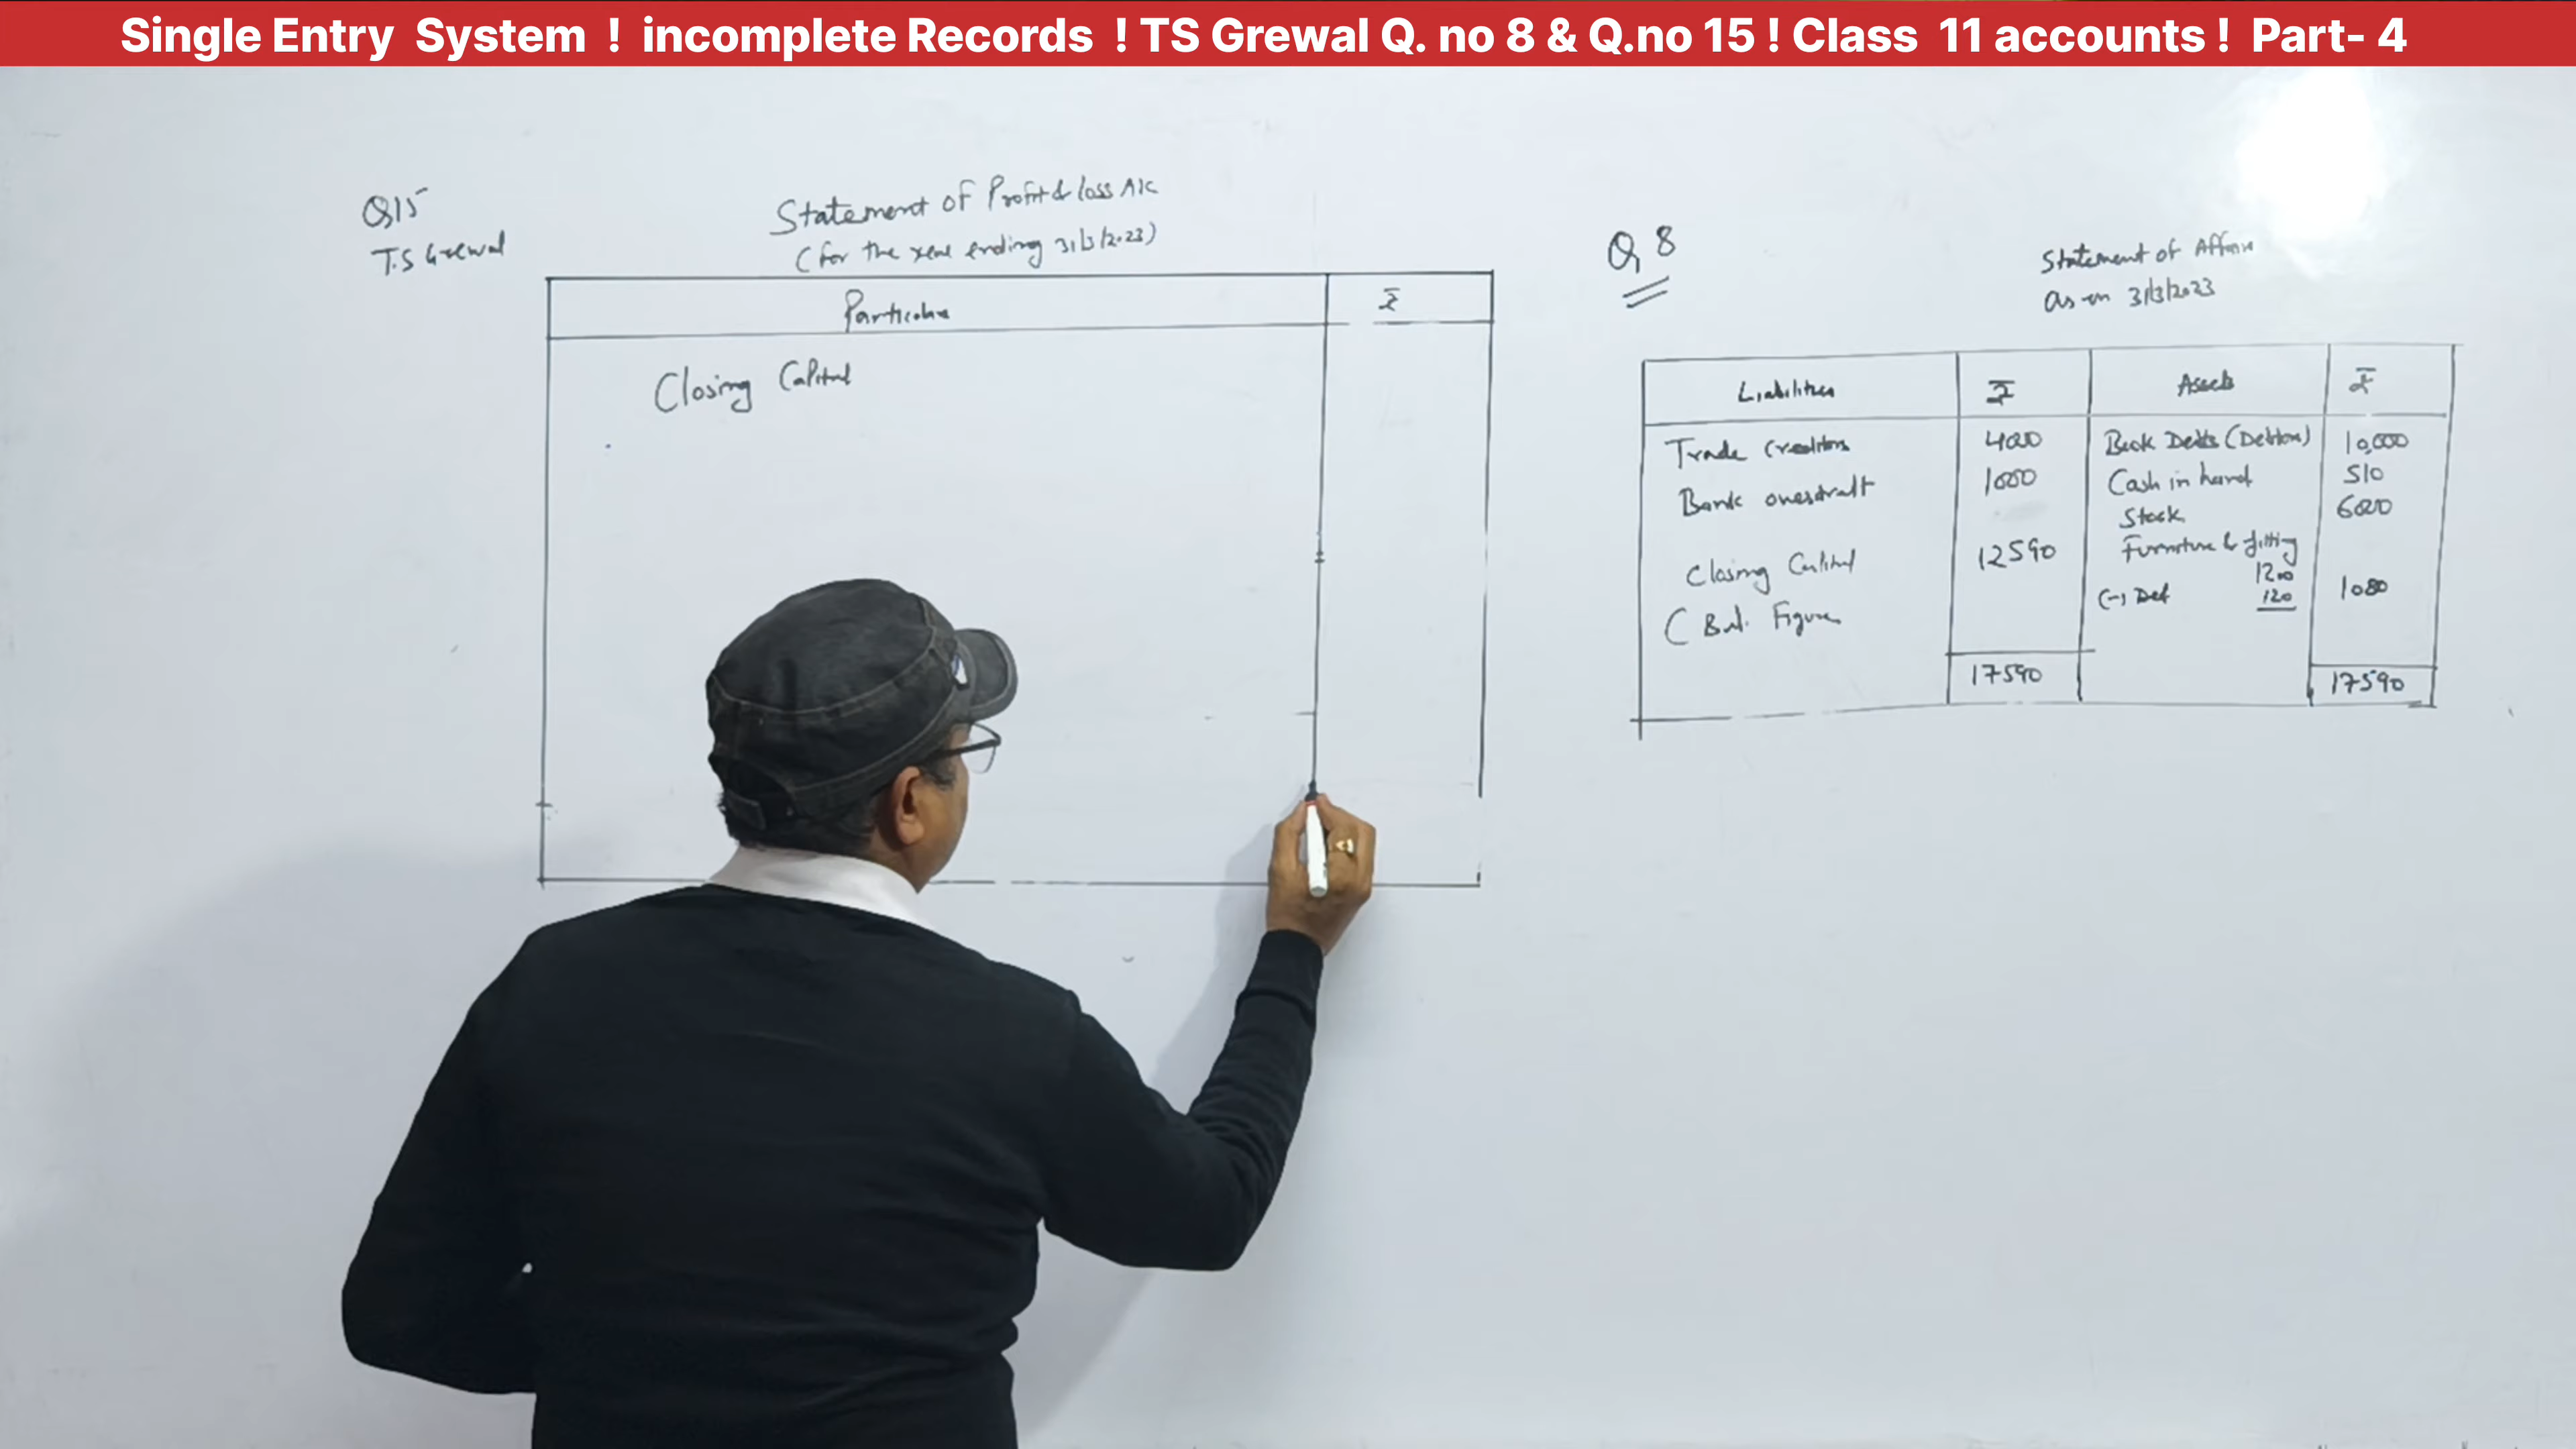 Single Entry System ! incomplete Records ! TS Grewal Q. no 8 & Q.no 15 ! Class 11 accounts ! Part- 4
Q15
T.S Grewal
Statement of Profit & loss A/c
(for the year ending 31/3/2023)
Particulars ₹
Closing Capital
Q 8
Statement of Affairs
As on 31/3/2023
Liabilities ₹ Assets ₹
Trade Creditors 4000 Book Debts (Debtors) 10,000
Bank overdraft 1000 Cash in hand 510
Stock 6000
Closing Capital 12590 Furniture & fitting
1200
(-) Def 120 1080
( Bal. Figure
17590 17590